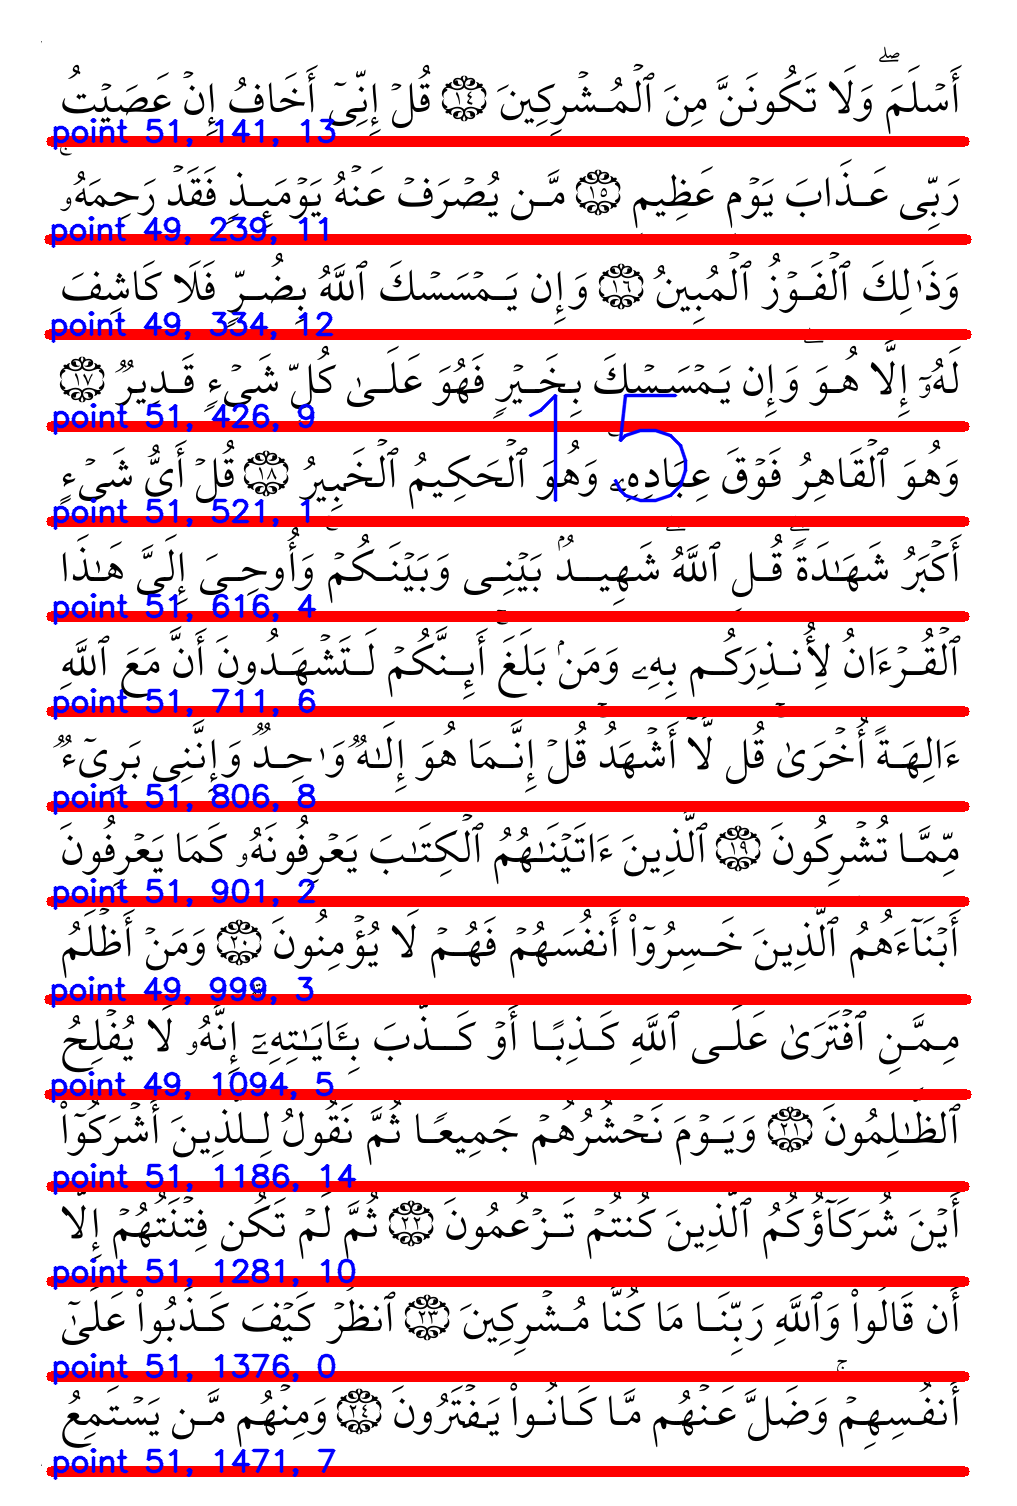 أَسۡلَمَۖ وَلَا تَكُونَنَّ مِنَ ٱلۡمُشۡرِكِينَ ١٤ قُلۡ إِنِّيٓ أَخَافُ إِنۡ عَصَيۡتُ
point 51, 141, 13
رَبِّي عَذَابَ يَوۡمٍ عَظِيمٖ ١٥ مَّن يُصۡرَفۡ عَنۡهُ يَوۡمَئِذٖ فَقَدۡ رَحِمَهُۥۚ
point 49, 239, 11
وَذَٰلِكَ ٱلۡفَوۡزُ ٱلۡمُبِينُ ١٦ وَإِن يَمۡسَسۡكَ ٱللَّهُ بِضُرّٖ فَلَا كَاشِفَ
point 49, 334, 12
لَهُۥٓ إِلَّا هُوَۖ وَإِن يَمۡسَسۡكَ بِخَيۡرٖ فَهُوَ عَلَىٰ كُلِّ شَيۡءٖ قَدِيرٞ ١٧
point 51, 426, 9
15
وَهُوَ ٱلۡقَاهِرُ فَوۡقَ عِبَادِهِۦۚ وَهُوَ ٱلۡحَكِيمُ ٱلۡخَبِيرُ ١٨ قُلۡ أَيُّ شَيۡءٍ
point 51, 521, 1
أَكۡبَرُ شَهَٰدَةٗۖ قُلِ ٱللَّهُۖ شَهِيدُۢ بَيۡنِي وَبَيۡنَكُمۡۚ وَأُوحِيَ إِلَيَّ هَٰذَا
point 51, 616, 4
ٱلۡقُرۡءَانُ لِأُنذِرَكُم بِهِۦ وَمَنۢ بَلَغَۚ أَئِنَّكُمۡ لَتَشۡهَدُونَ أَنَّ مَعَ ٱللَّهِ
point 51, 711, 6
ءَالِهَةً أُخۡرَىٰۚ قُل لَّآ أَشۡهَدُۚ قُلۡ إِنَّمَا هُوَ إِلَٰهٞ وَٰحِدٞ وَإِنَّنِي بَرِيٓءٞ
point 51, 806, 8
مِّمَّا تُشۡرِكُونَ ١٩ ٱلَّذِينَ ءَاتَيۡنَٰهُمُ ٱلۡكِتَٰبَ يَعۡرِفُونَهُۥ كَمَا يَعۡرِفُونَ
point 51, 901, 2
أَبۡنَآءَهُمُ ٱلَّذِينَ خَسِرُوٓاْ أَنفُسَهُمۡ فَهُمۡ لَا يُؤۡمِنُونَ ٢٠ وَمَنۡ أَظۡلَمُ
point 49, 999, 3
مِمَّنِ ٱفۡتَرَىٰ عَلَى ٱللَّهِ كَذِبًا أَوۡ كَذَّبَ بِـَٔايَٰتِهِۦٓۚ إِنَّهُۥ لَا يُفۡلِحُ
point 49, 1094, 5
ٱلظَّٰلِمُونَ ٢١ وَيَوۡمَ نَحۡشُرُهُمۡ جَمِيعٗا ثُمَّ نَقُولُ لِلَّذِينَ أَشۡرَكُوٓاْ
point 51, 1186, 14
أَيۡنَ شُرَكَآؤُكُمُ ٱلَّذِينَ كُنتُمۡ تَزۡعُمُونَ ٢٢ ثُمَّ لَمۡ تَكُن فِتۡنَتُهُمۡ إِلَّآ
point 51, 1281, 10
أَن قَالُواْ وَٱللَّهِ رَبِّنَا مَا كُنَّا مُشۡرِكِينَ ٢٣ ٱنظُرۡ كَيۡفَ كَذَبُواْ عَلَىٰٓ
point 51, 1376, 0
أَنفُسِهِمۡۚ وَضَلَّ عَنۡهُم مَّا كَانُواْ يَفۡتَرُونَ ٢٤ وَمِنۡهُم مَّن يَسۡتَمِعُ
point 51, 1471, 7